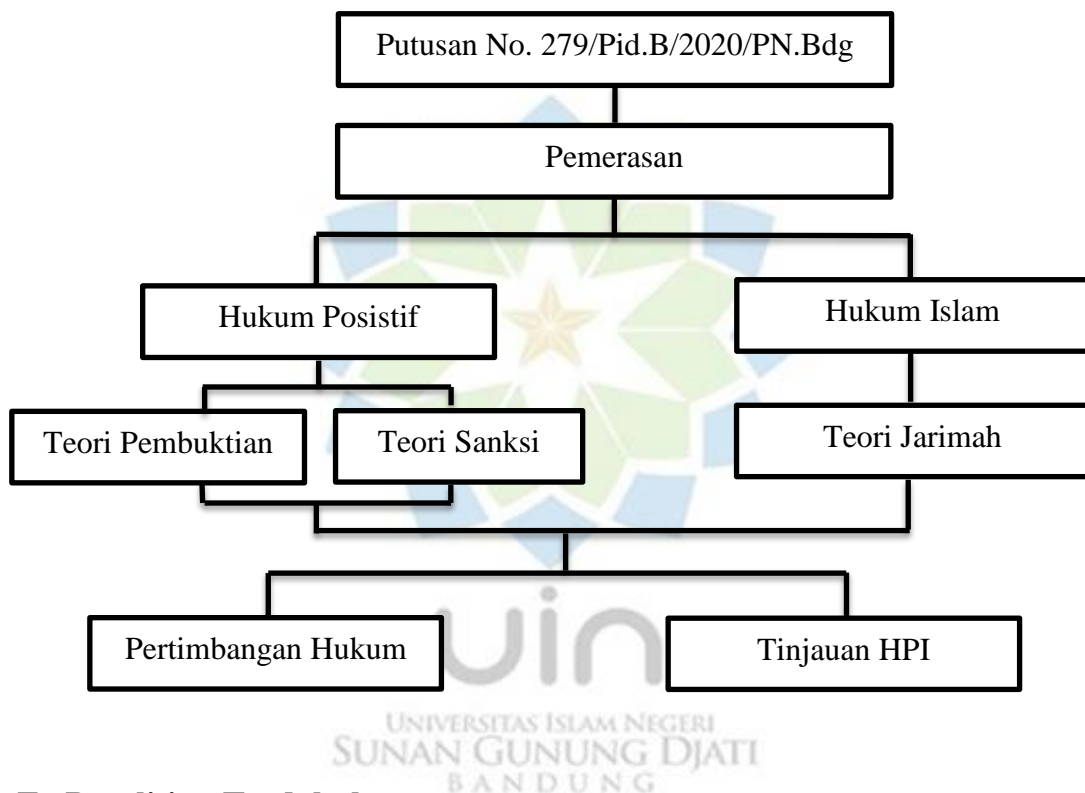 Putusan No. 279/Pid.B/2020/PN.Bdg
Pemerasan
Hukum Posistif
Hukum Islam
Teori Pembuktian
Teori Sanksi
Teori Jarimah
Pertimbangan Hukum
Tinjauan HPI
uin
UNIVERSITAS ISLAM NEGERI
SUNAN GUNUNG DJATI
BANDUNG